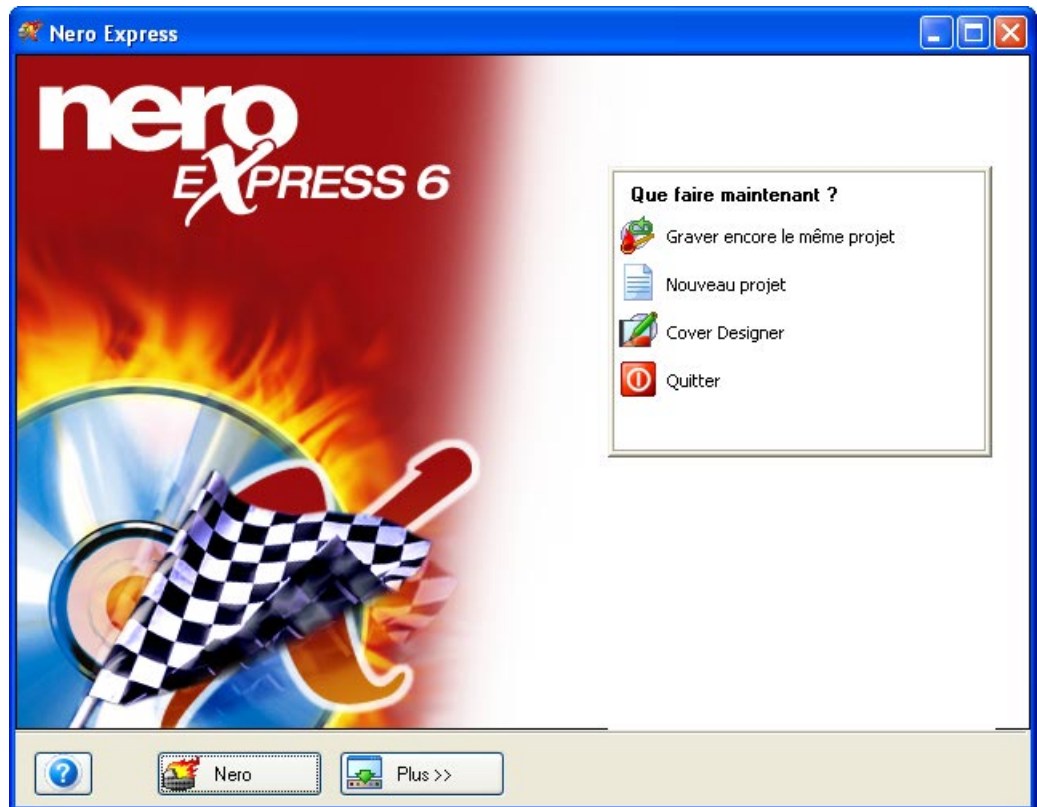 Nero Express
nero
EXPRESS 6
Que faire maintenant ?
Graver encore le même projet
Nouveau projet
Cover Designer
Quitter
Nero
Plus >>